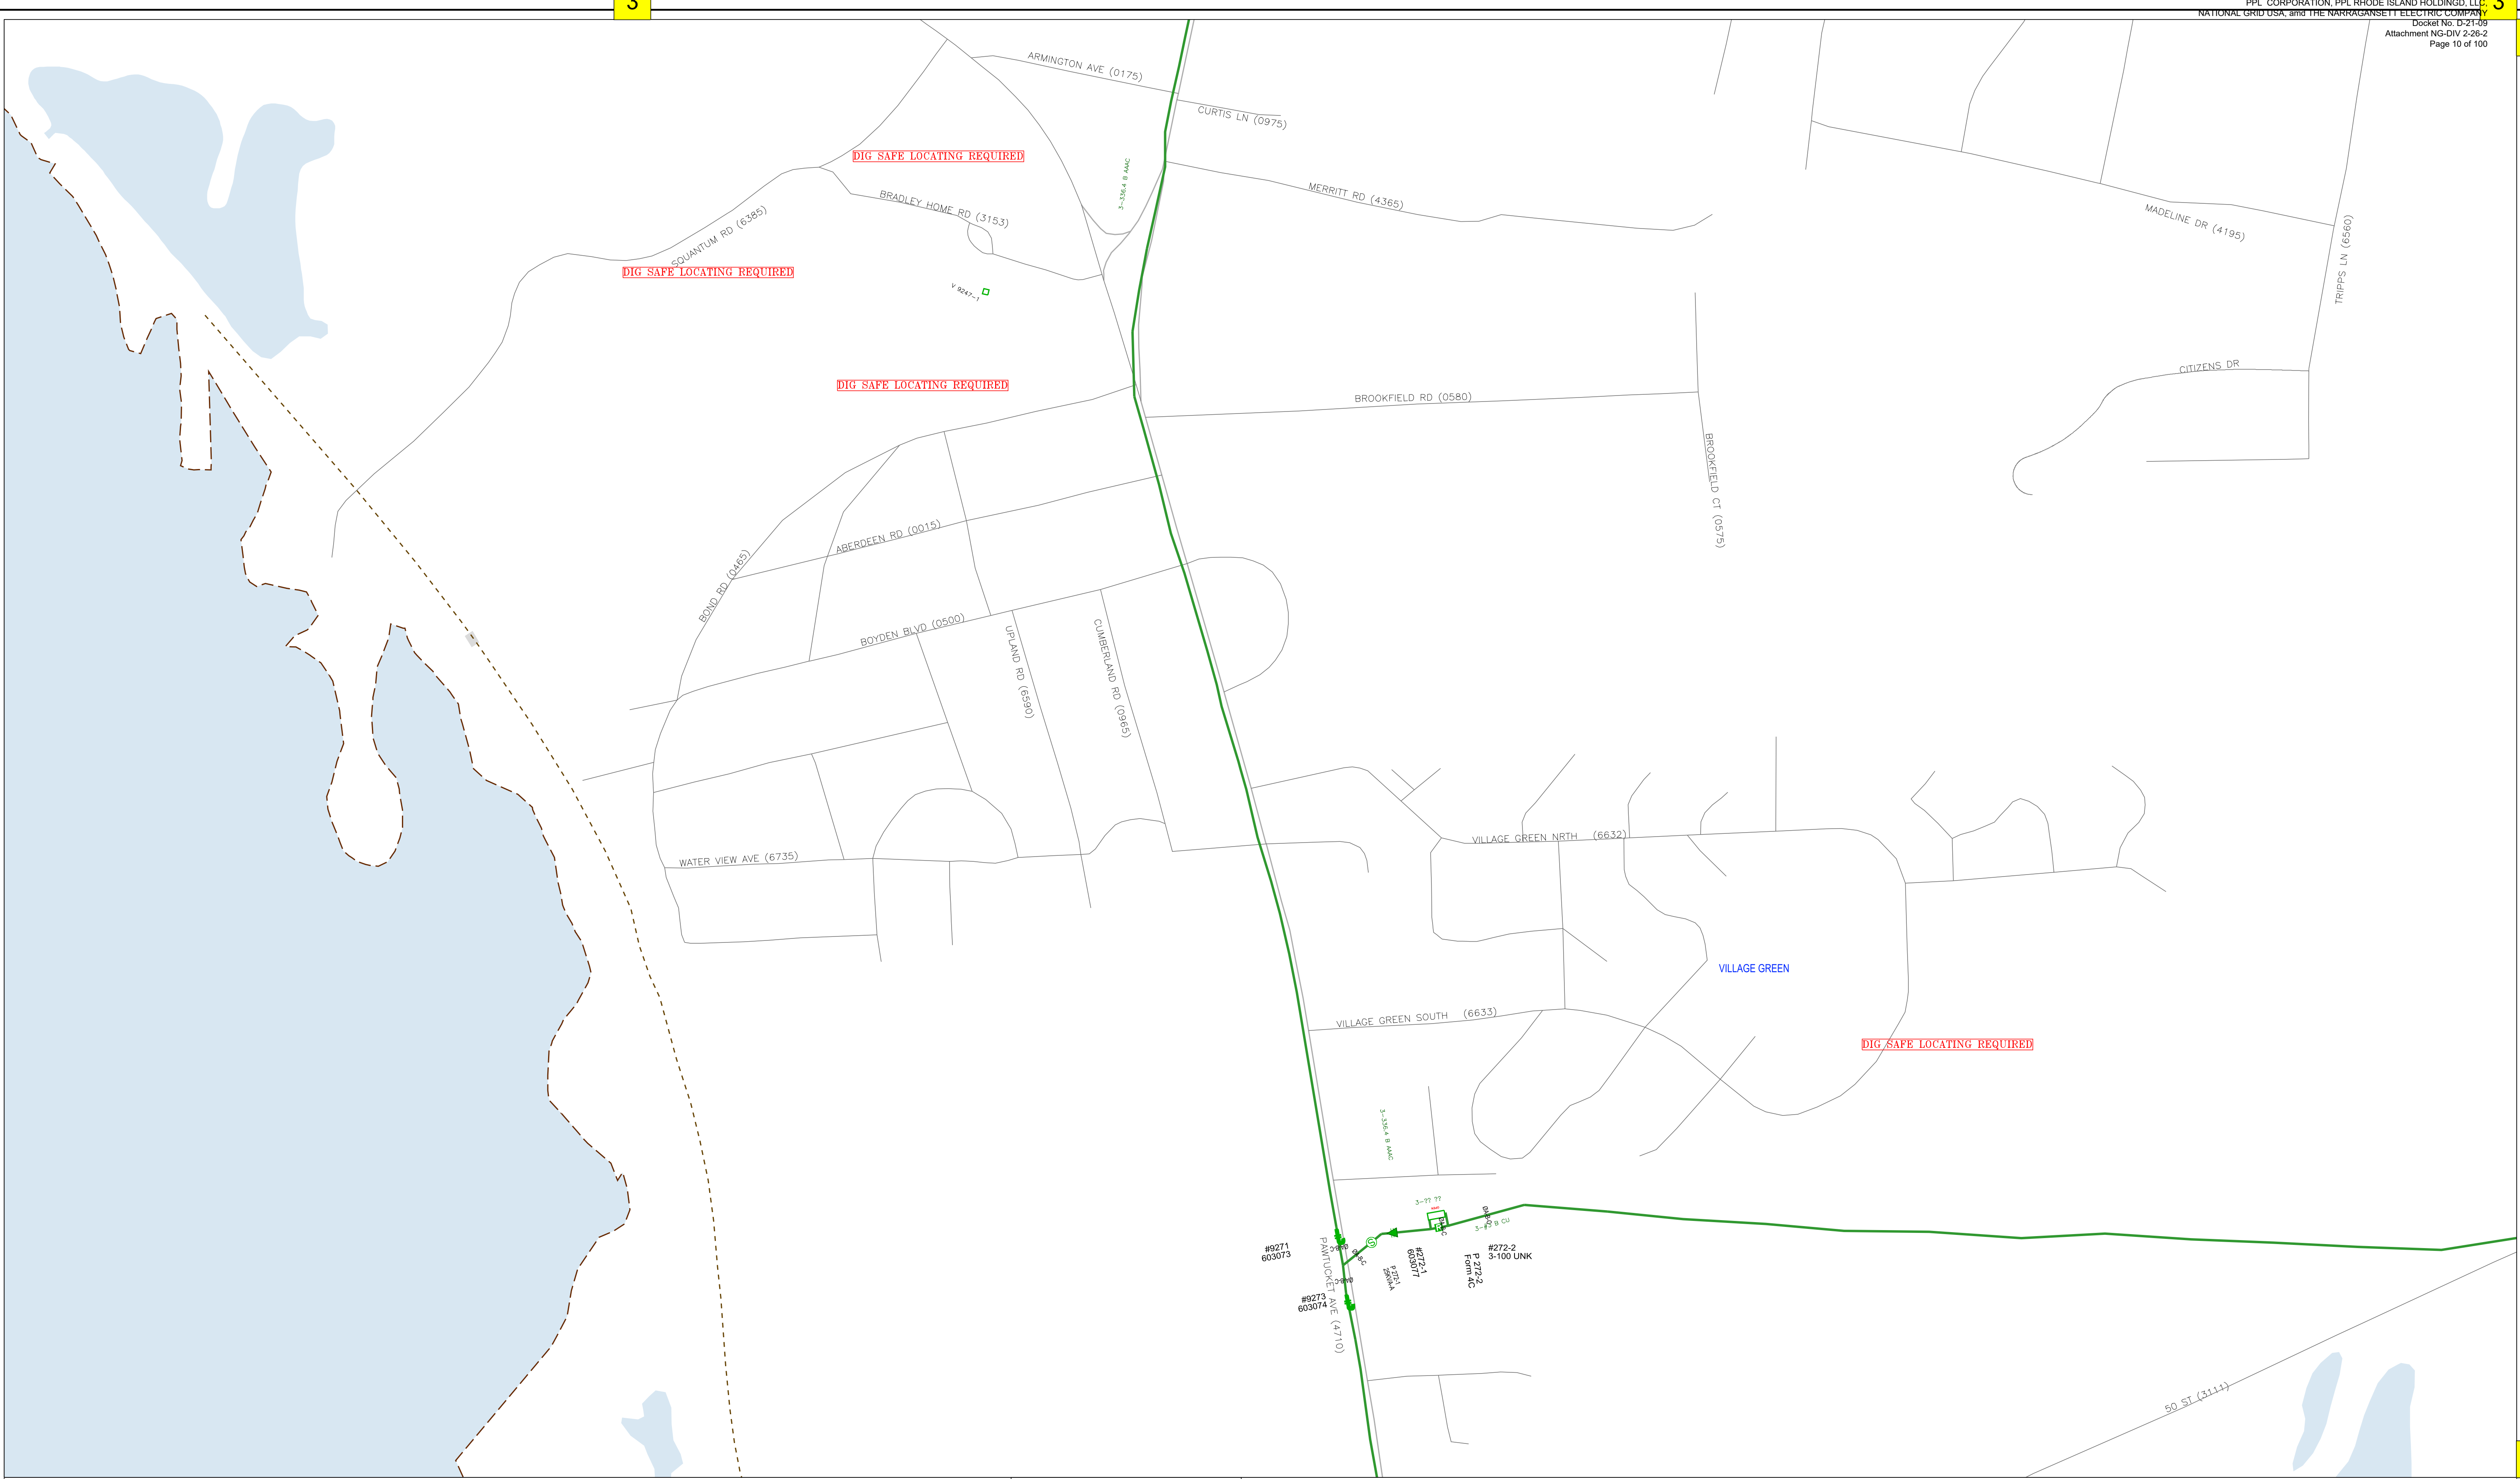 3
PPL CORPORATION, PPL RHODE ISLAND HOLDINGD, LLC,
3
NATIONAL GRID USA, amd THE NARRAGANSETT ELECTRIC COMPANY
Docket No. D-21-09
Attachment NG-DIV 2-26-2
Page 10 of 100
ARMINGTON AVE (0175)
CURTIS LN (0975)
DIG SAFE LOCATING REQUIRED
3-336.4 B AAAC
BRADLEY HOME RD (3153)
MERRITT RD (4365)
MADELINE DR (4195)
TRIPPS LN (6560)
SQUANTUM RD (6385)
DIG SAFE LOCATING REQUIRED
V 9247-1
DIG SAFE LOCATING REQUIRED
CITIZENS DR
BROOKFIELD RD (0580)
BROOKFIELD CT (0575)
ABERDEEN RD (0015)
BOND RD (0465)
BOYDEN BLVD (0500)
UPLAND RD (6590)
CUMBERLAND RD (0965)
VILLAGE GREEN NRTH (6632)
WATER VIEW AVE (6735)
VILLAGE GREEN
VILLAGE GREEN SOUTH (6633)
DIG SAFE LOCATING REQUIRED
3-336.4 B AAAC
3-?? ??
B CU
#9271
603073
#272-1
603077
P 272-1
25KVA-A
P 272-2
Form 4C
#272-2
3-100 UNK
#9273
603074
PAWTUCKET AVE (4710)
50 ST (3111)